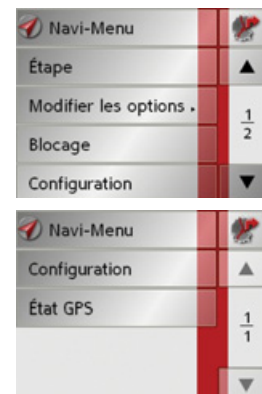 Navi-Menu
Étape
Modifier les options
Blocage
Configuration
1
2
Navi-Menu
Configuration
État GPS
1
1